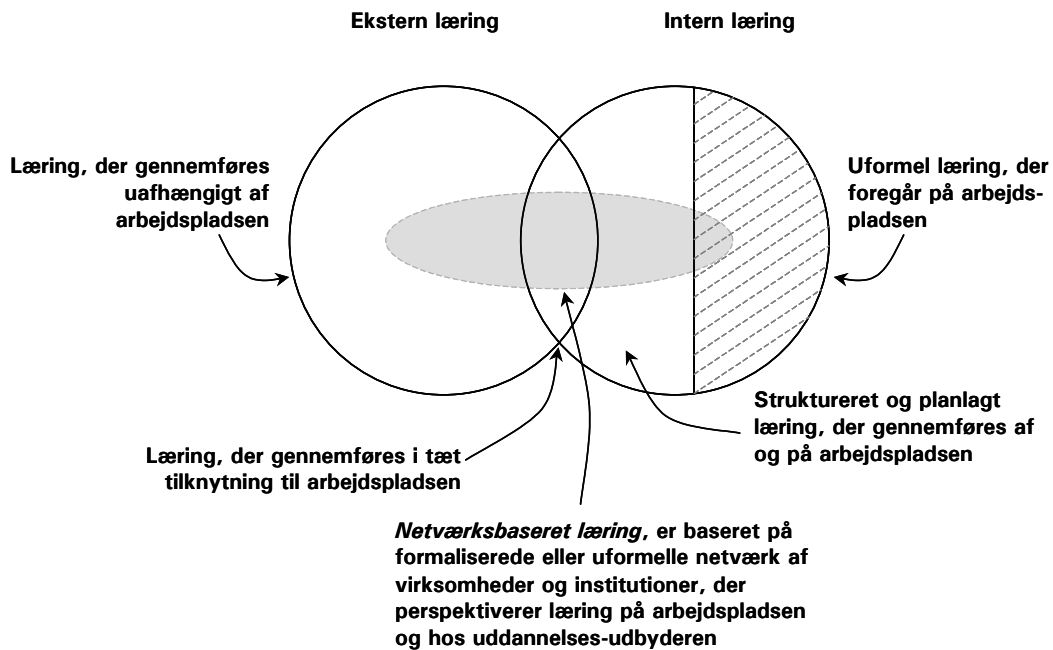 Ekstern læring
Intern læring
Læring, der gennemføres
uafhængigt af
arbejdspladsen
Uformel læring, der
foregår på arbejds-
pladsen
Struktureret og planlagt
læring, der gennemføres af
og på arbejdspladsen
Læring, der gennemføres i tæt
tilknytning til arbejdspladsen
Netværksbaseret læring, er baseret på
formaliserede eller uformelle netværk af
virksomheder og institutioner, der
perspektiverer læring på arbejdspladsen
og hos uddannelses-udbyderen